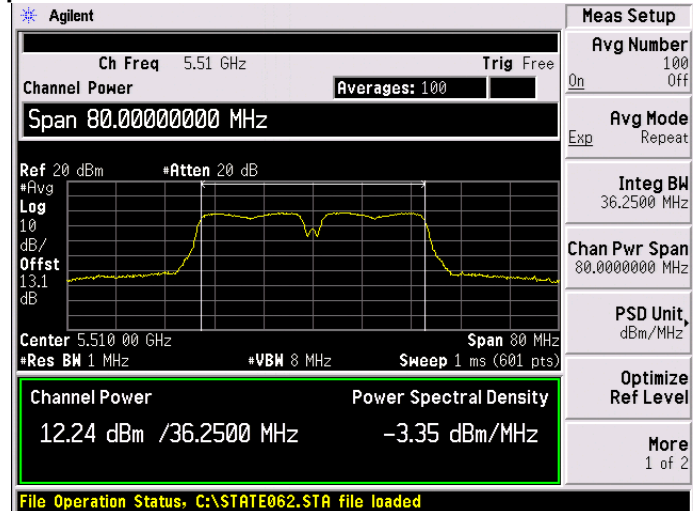 Agilent
Meas Setup
Ch Freq 5.51 GHz Trig Free
Channel Power Averages: 100
Span 80.00000000 MHz
Ref 20 dBm #Atten 20 dB
#Avg
Log
10
dB/
Offst
13.1
dB
Center 5.510 00 GHz Span 80 MHz
#Res BW 1 MHz #VBW 8 MHz Sweep 1 ms (601 pts)
Channel Power Power Spectral Density
12.24 dBm /36.2500 MHz -3.35 dBm/MHz
File Operation Status, C:\STATE062.STA file loaded
Avg Number
100
On Off
Avg Mode
Exp Repeat
Integ BW
36.2500 MHz
Chan Pwr Span
80.0000000 MHz
PSD Unit
dBm/MHz
Optimize
Ref Level
More
1 of 2